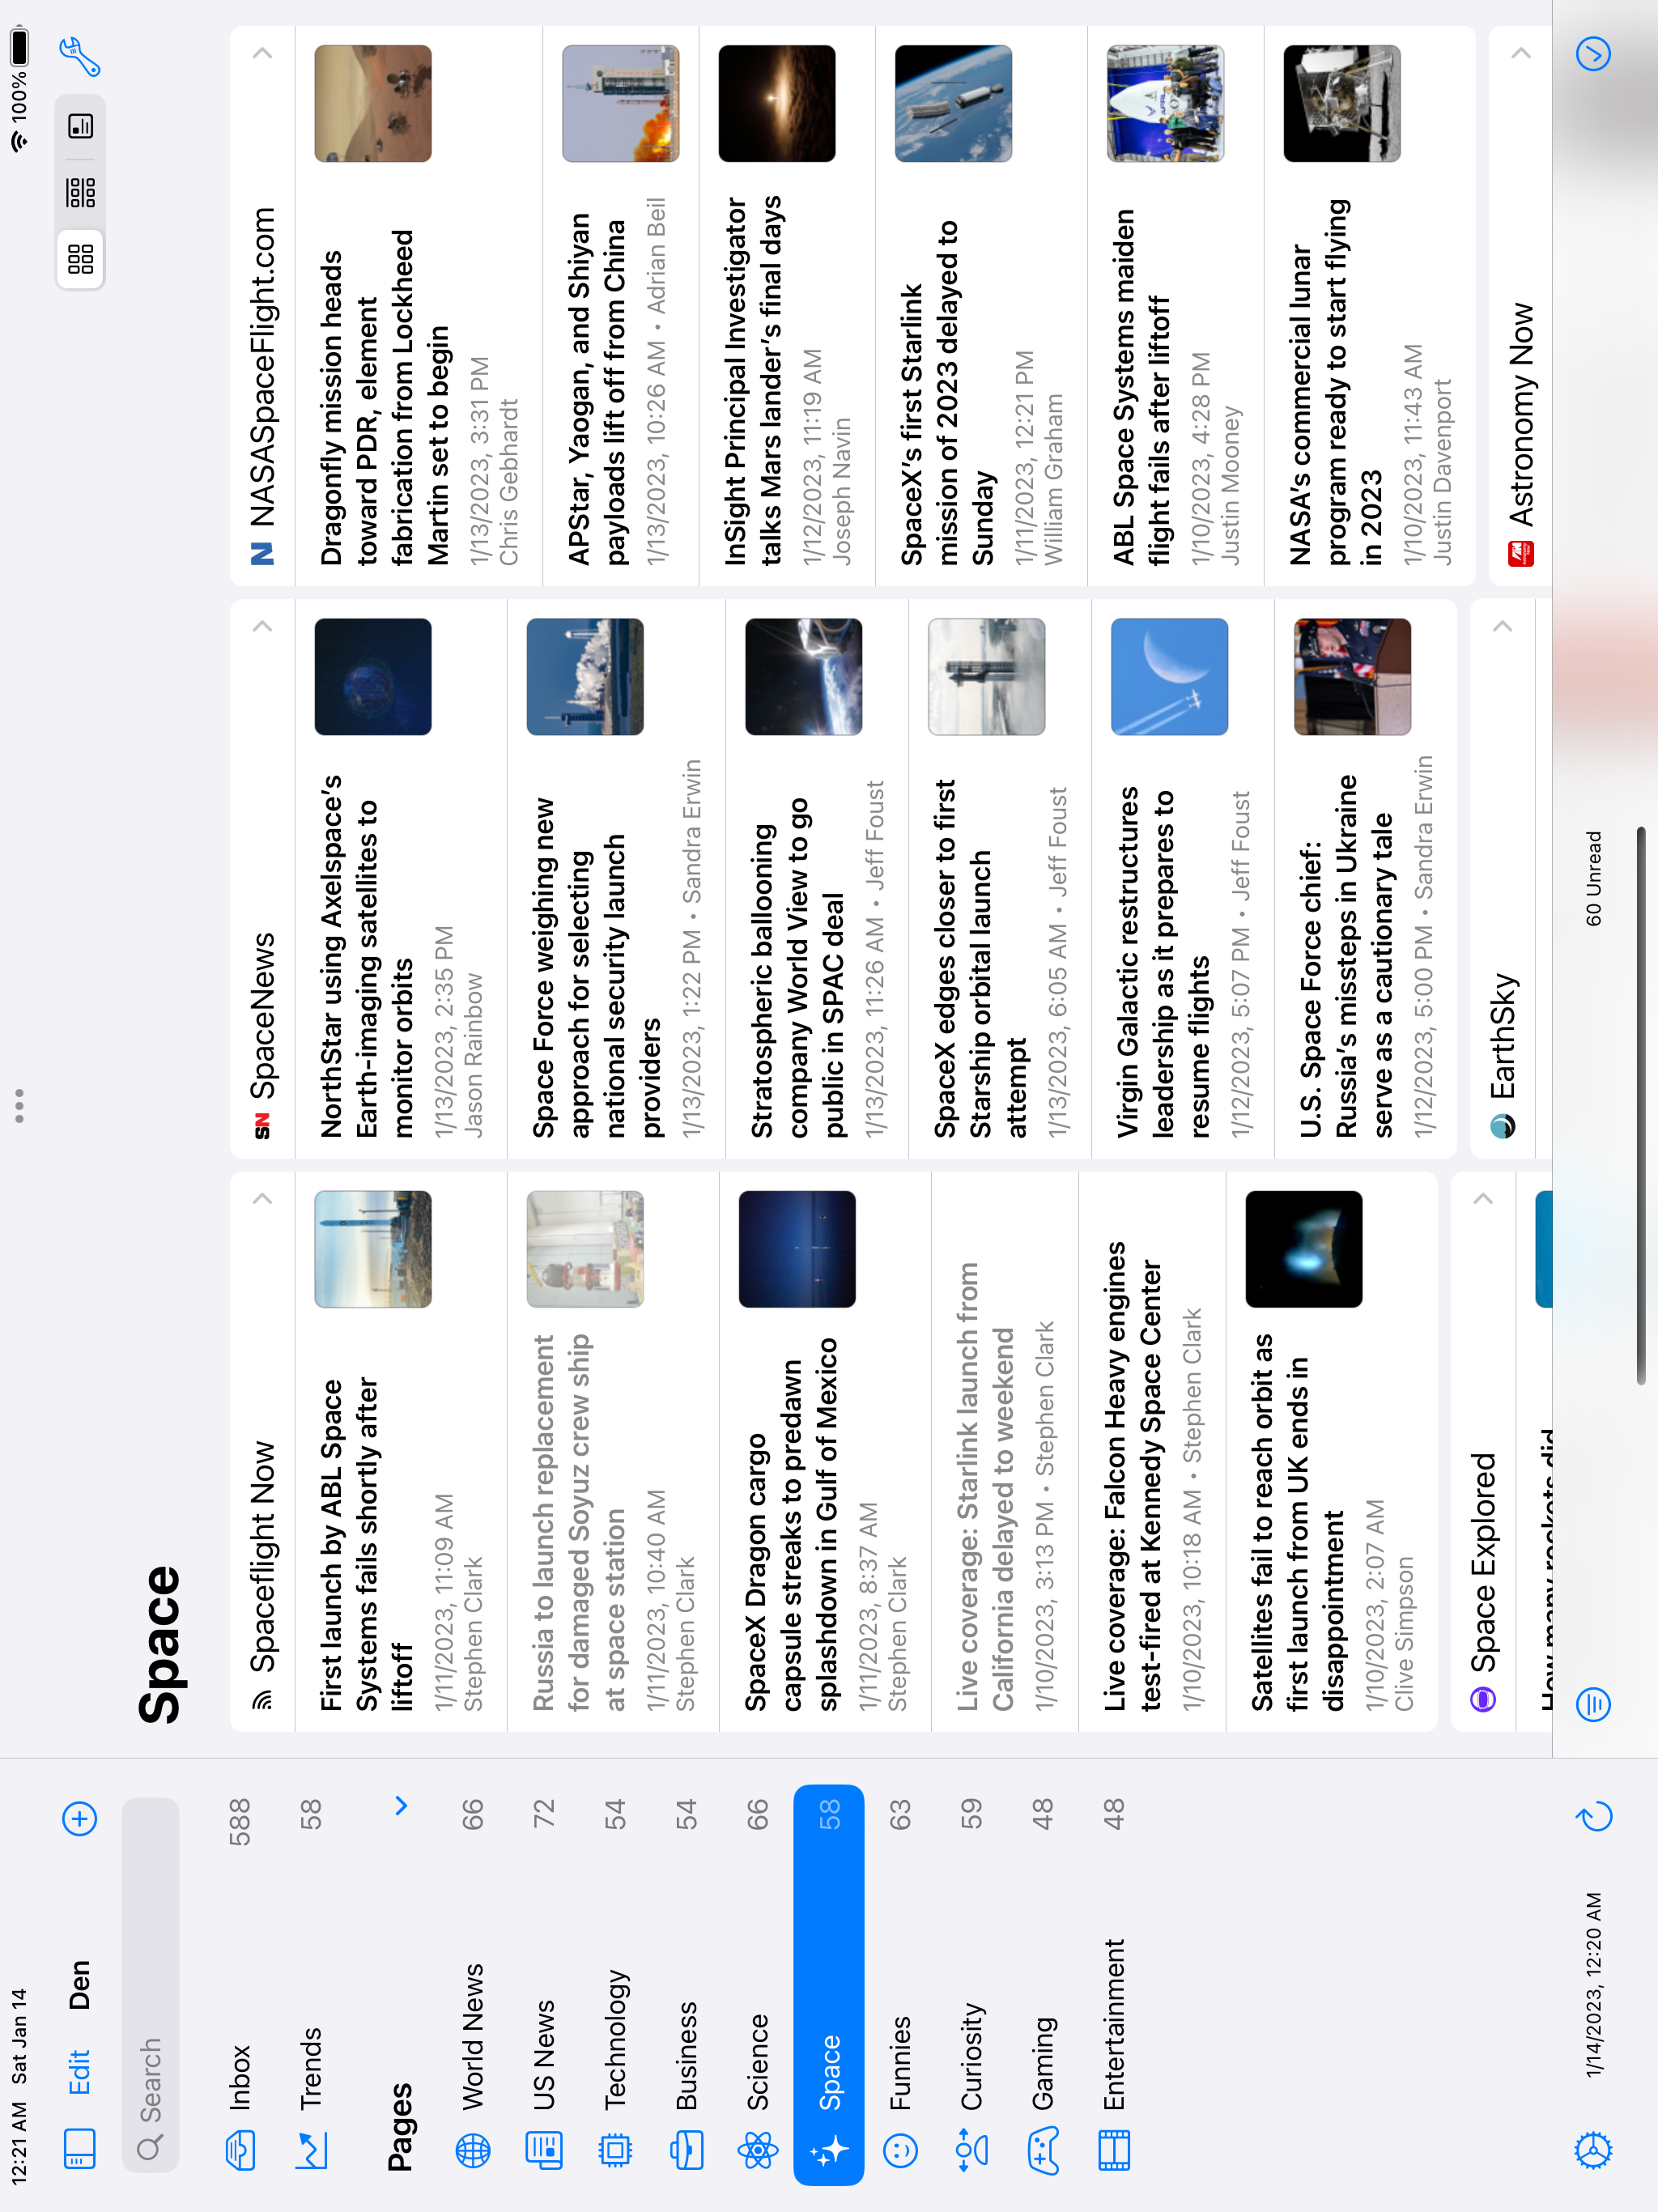 12:21 AM Sat Jan 14
100%
Edit
Den
Search
Inbox 588
Trends 58
Pages
World News 66
US News 72
Technology 54
Business 54
Science 66
Space 58
Funnies 63
Curiosity 59
Gaming 48
Entertainment 48
1/14/2023, 12:20 AM
Space
Spaceflight Now
First launch by ABL Space
Systems fails shortly after
liftoff
1/11/2023, 11:09 AM
Stephen Clark
Russia to launch replacement
for damaged Soyuz crew ship
at space station
1/11/2023, 10:40 AM
Stephen Clark
SpaceX Dragon cargo
capsule streaks to predawn
splashdown in Gulf of Mexico
1/11/2023, 8:37 AM
Stephen Clark
Live coverage: Starlink launch from
California delayed to weekend
1/10/2023, 3:13 PM • Stephen Clark
Live coverage: Falcon Heavy engines
test-fired at Kennedy Space Center
1/10/2023, 10:18 AM • Stephen Clark
Satellites fail to reach orbit as
first launch from UK ends in
disappointment
1/10/2023, 2:07 AM
Clive Simpson
Space Explored
How many rockets did
SN SpaceNews
NorthStar using Axelspace's
Earth-imaging satellites to
monitor orbits
1/13/2023, 2:35 PM
Jason Rainbow
Space Force weighing new
approach for selecting
national security launch
providers
1/13/2023, 1:22 PM • Sandra Erwin
Stratospheric ballooning
company World View to go
public in SPAC deal
1/13/2023, 11:26 AM • Jeff Foust
SpaceX edges closer to first
Starship orbital launch
attempt
1/13/2023, 6:05 AM • Jeff Foust
Virgin Galactic restructures
leadership as it prepares to
resume flights
1/12/2023, 5:07 PM • Jeff Foust
U.S. Space Force chief:
Russia's missteps in Ukraine
serve as a cautionary tale
1/12/2023, 5:00 PM • Sandra Erwin
EarthSky
N NASASpaceFlight.com
Dragonfly mission heads
toward PDR, element
fabrication from Lockheed
Martin set to begin
1/13/2023, 3:31 PM
Chris Gebhardt
APStar, Yaogan, and Shiyan
payloads lift off from China
1/13/2023, 10:26 AM • Adrian Beil
InSight Principal Investigator
talks Mars lander's final days
1/12/2023, 11:19 AM
Joseph Navin
SpaceX's first Starlink
mission of 2023 delayed to
Sunday
1/11/2023, 12:21 PM
William Graham
ABL Space Systems maiden
flight fails after liftoff
1/10/2023, 4:28 PM
Justin Mooney
NASA's commercial lunar
program ready to start flying
in 2023
1/10/2023, 11:43 AM
Justin Davenport
Astronomy Now
60 Unread